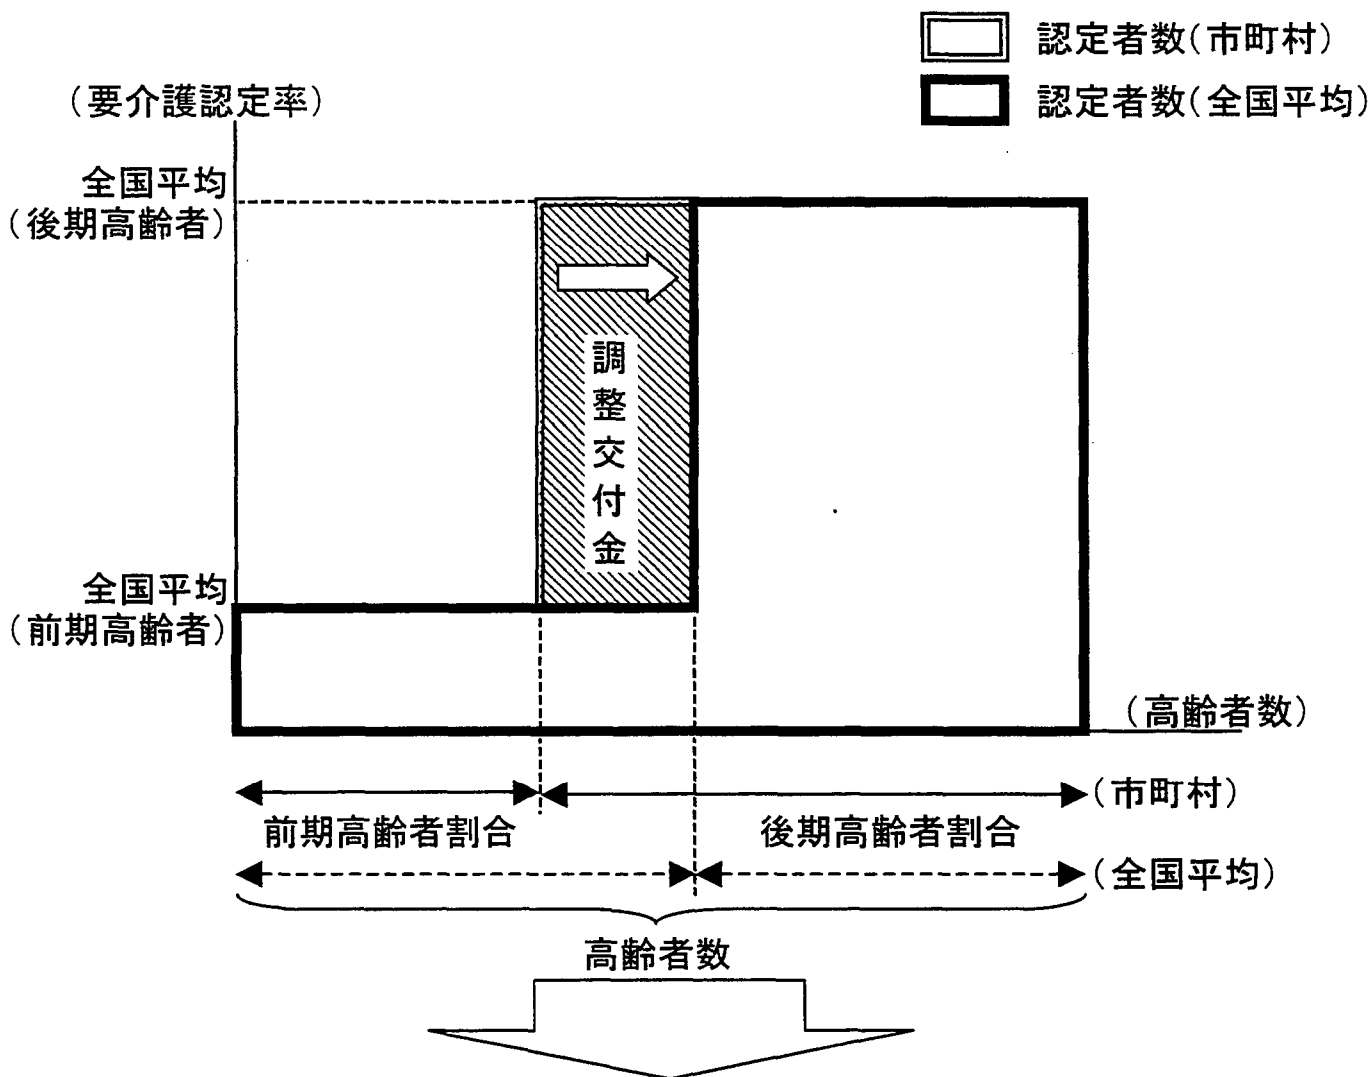 認定者数(市町村)
認定者数(全国平均)
(要介護認定率)
全国平均
(後期高齢者)
調整交付金
全国平均
(前期高齢者)
(高齢者数)
(市町村)
前期高齢者割合
後期高齢者割合
(全国平均)
高齢者数